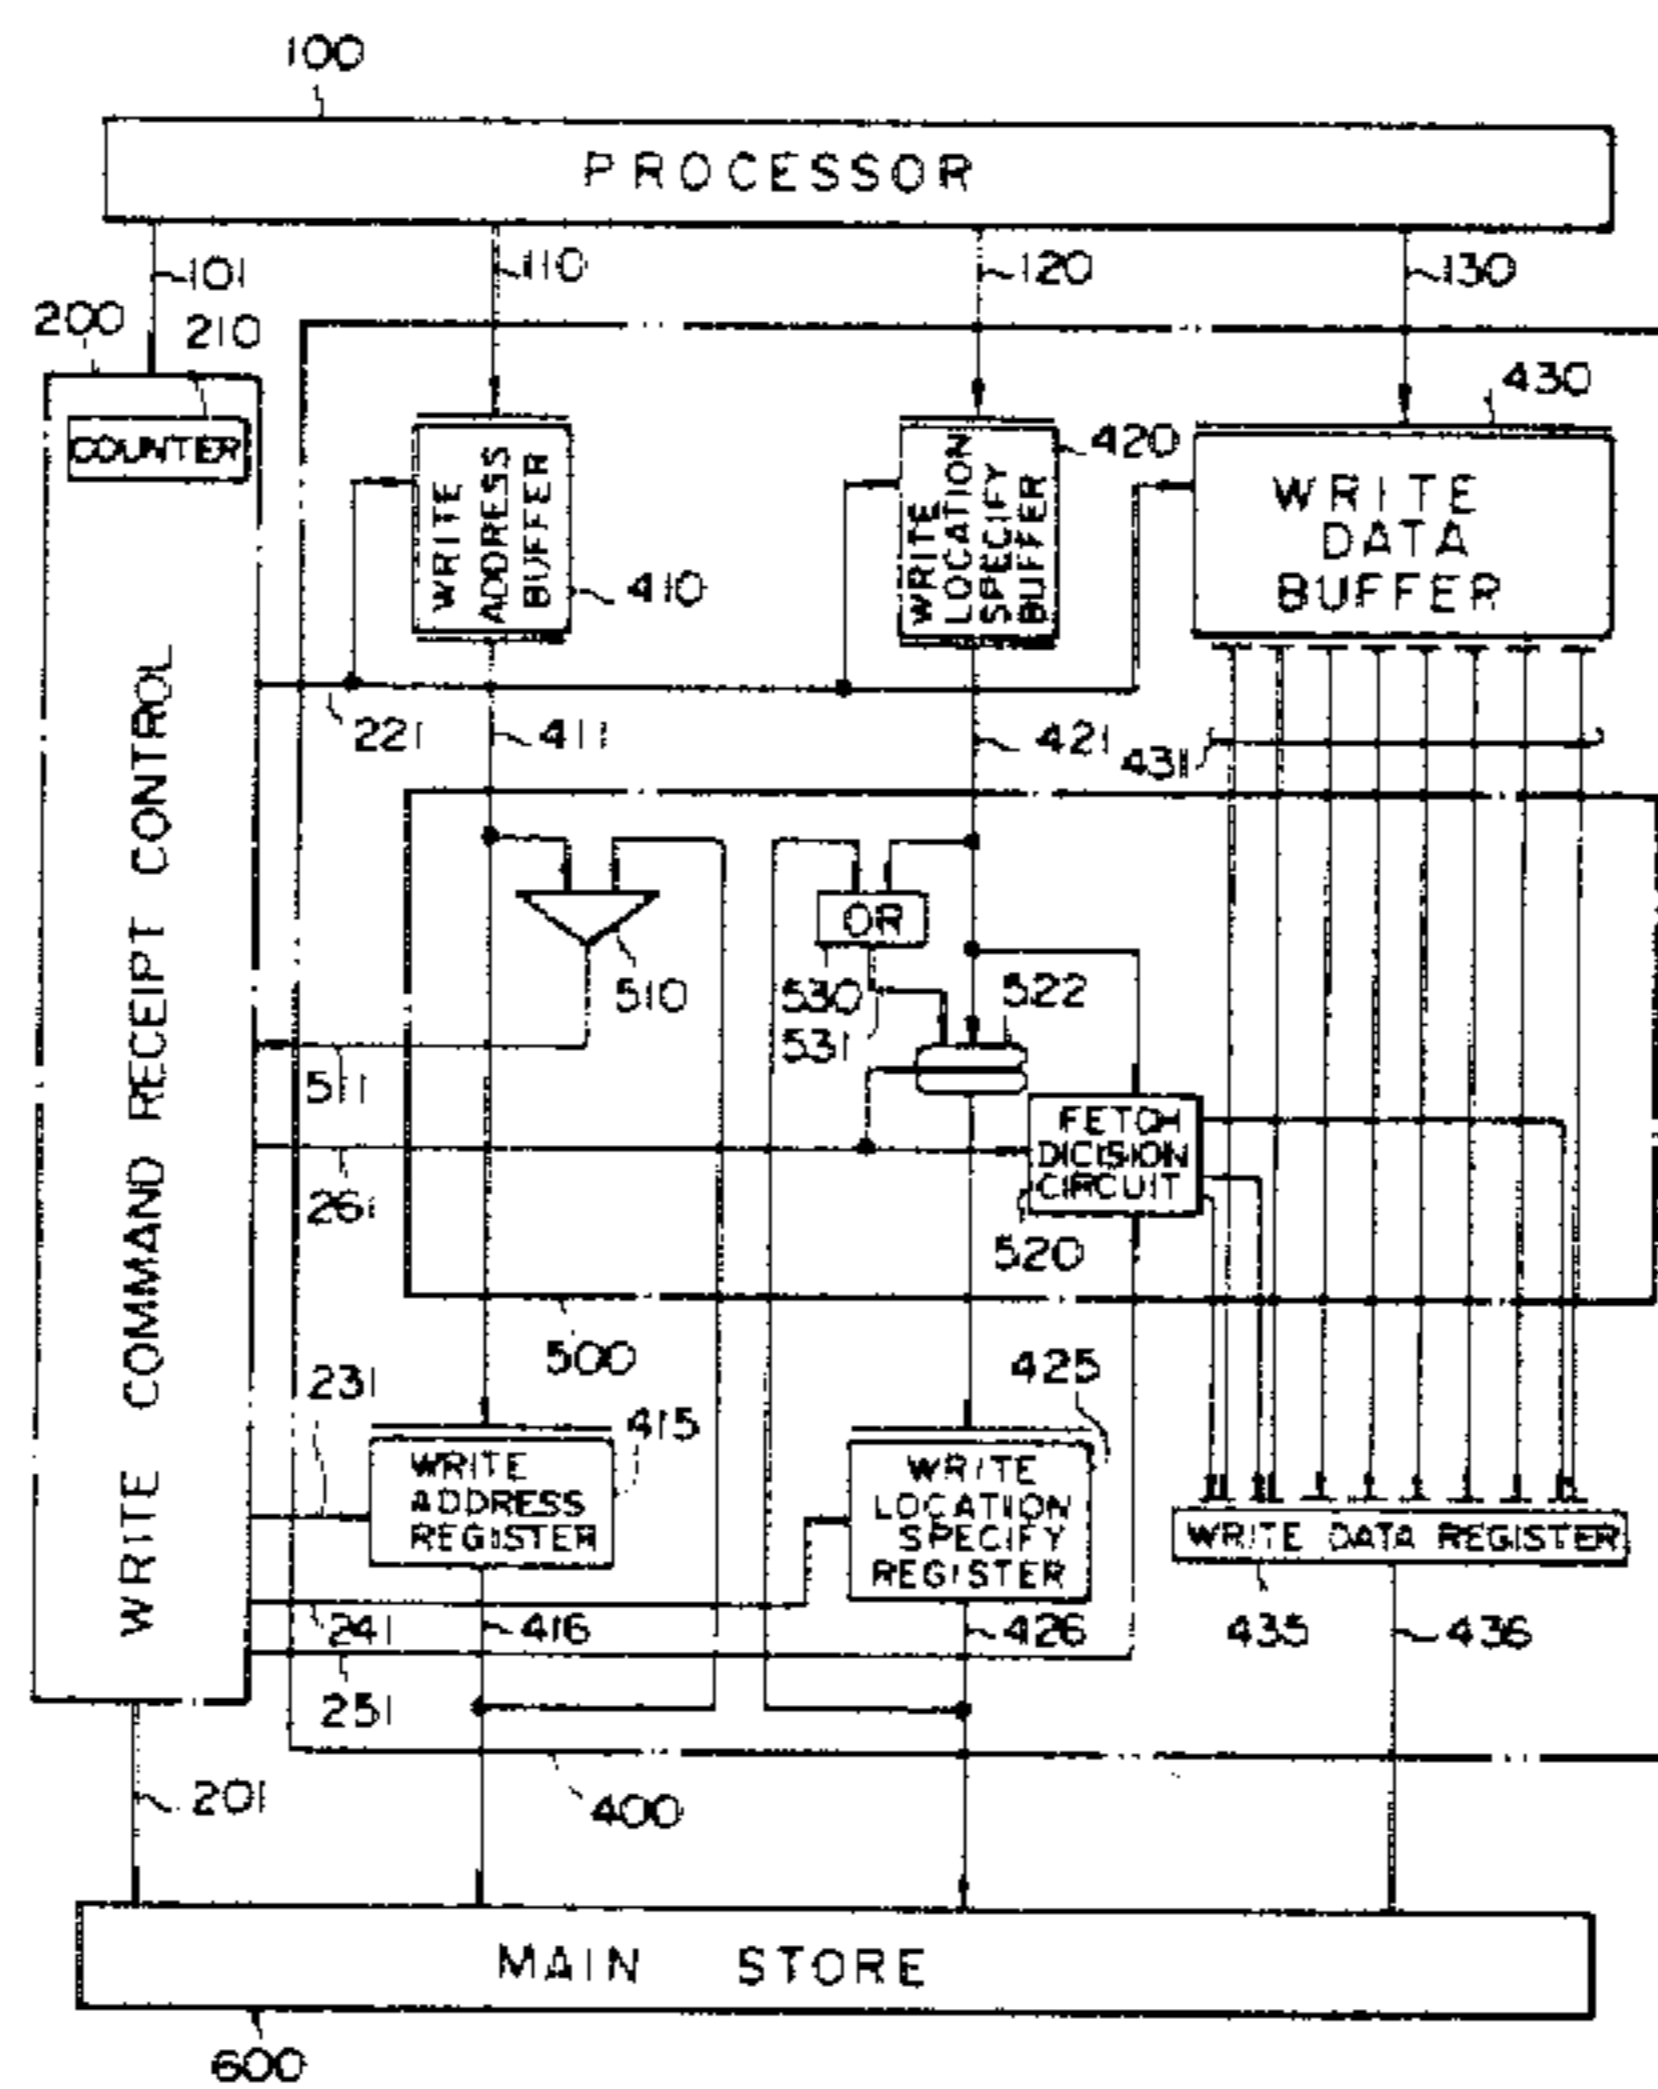 100
PROCESSOR
101
110
120
130
200
210
430
COUNTER
WRITE
ADDRESS
BUFFER
410
WRITE
LOCATION
SPECIFY
BUFFER
420
WRITE
DATA
BUFFER
WRITE COMMAND RECEIPT CONTROL
221
411
421
431
OR
510
530
522
531
511
FETCH
DICISION
CIRCUIT
261
520
500
425
231
415
WRITE
ADDRESS
REGISTER
WRITE
LOCATION
SPECIFY
REGISTER
WRITE DATA REGISTER
241
416
426
435
436
251
201
400
MAIN STORE
600